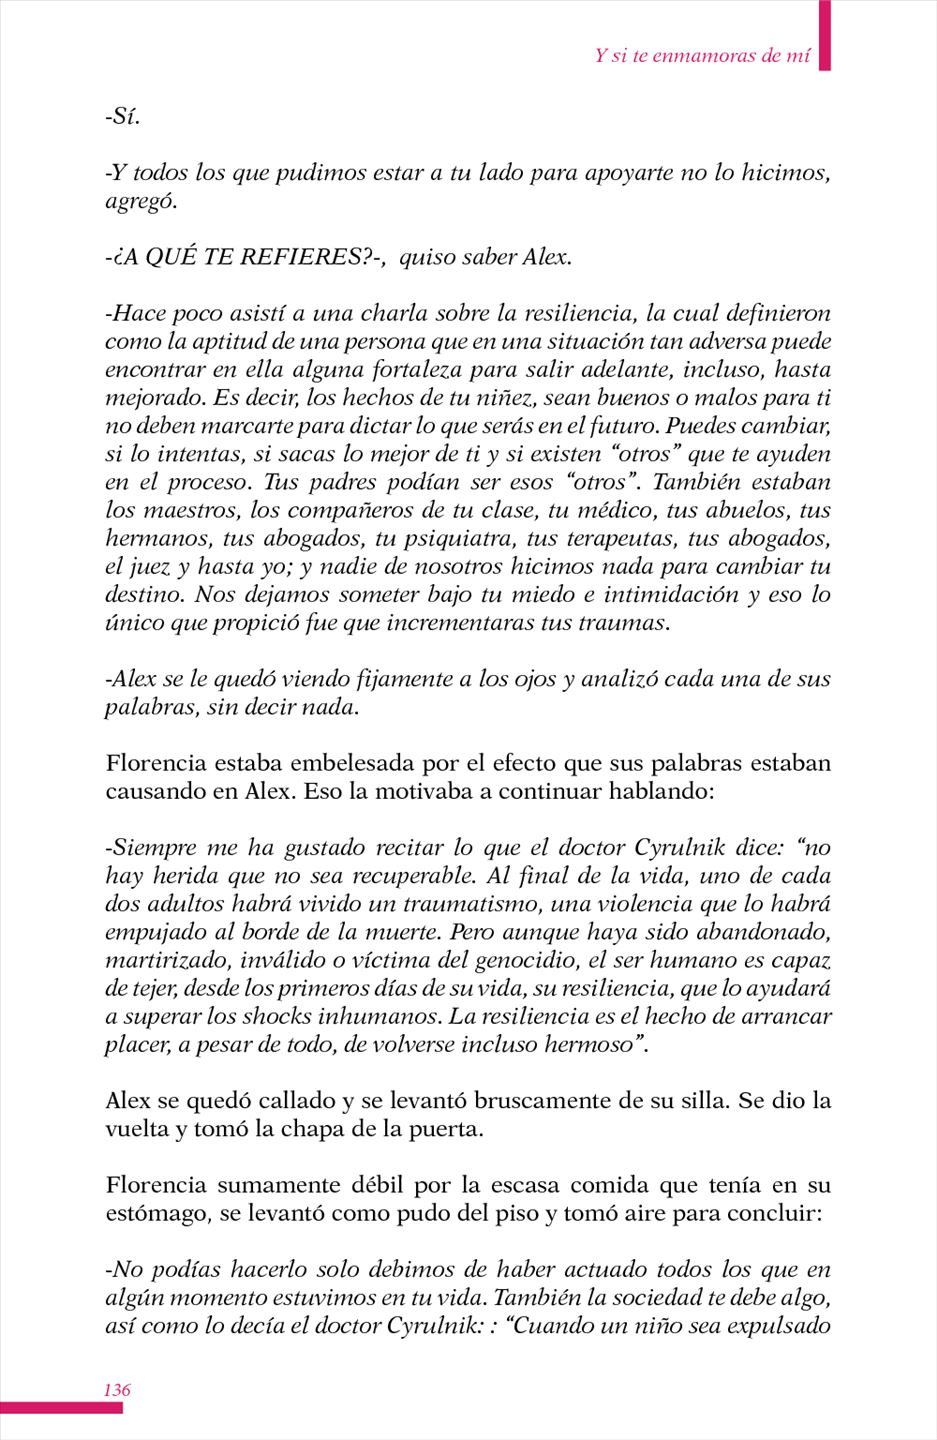 Y si te enmamoras de mí
-Sí.
-Y todos los que pudimos estar a tu lado para apoyarte no lo hicimos,
agregó.
-¿A QUÉ TE REFIERES?-, quiso saber Alex.
-Hace poco asistí a una charla sobre la resiliencia, la cual definieron
como la aptitud de una persona que en una situación tan adversa puede
encontrar en ella alguna fortaleza para salir adelante, incluso, hasta
mejorado. Es decir, los hechos de tu niñez, sean buenos o malos para ti
no deben marcarte para dictar lo que serás en el futuro. Puedes cambiar,
si lo intentas, si sacas lo mejor de ti y si existen “otros” que te ayuden
en el proceso. Tus padres podían ser esos “otros”. También estaban
los maestros, los compañeros de tu clase, tu médico, tus abuelos, tus
hermanos, tus abogados, tu psiquiatra, tus terapeutas, tus abogados,
el juez y hasta yo; y nadie de nosotros hicimos nada para cambiar tu
destino. Nos dejamos someter bajo tu miedo e intimidación y eso lo
único que propició fue que incrementaras tus traumas.
-Alex se le quedó viendo fijamente a los ojos y analizó cada una de sus
palabras, sin decir nada.
Florencia estaba embelesada por el efecto que sus palabras estaban
causando en Alex. Eso la motivaba a continuar hablando:
-Siempre me ha gustado recitar lo que el doctor Cyrulnik dice: “no
hay herida que no sea recuperable. Al final de la vida, uno de cada
dos adultos habrá vivido un traumatismo, una violencia que lo habrá
empujado al borde de la muerte. Pero aunque haya sido abandonado,
martirizado, inválido o víctima del genocidio, el ser humano es capaz
de tejer, desde los primeros días de su vida, su resiliencia, que lo ayudará
a superar los shocks inhumanos. La resiliencia es el hecho de arrancar
placer, a pesar de todo, de volverse incluso hermoso”.
Alex se quedó callado y se levantó bruscamente de su silla. Se dio la
vuelta y tomó la chapa de la puerta.
Florencia sumamente débil por la escasa comida que tenía en su
estómago, se levantó como pudo del piso y tomó aire para concluir:
-No podías hacerlo solo debimos de haber actuado todos los que en
algún momento estuvimos en tu vida. También la sociedad te debe algo,
así como lo decía el doctor Cyrulnik: : “Cuando un niño sea expulsado
136